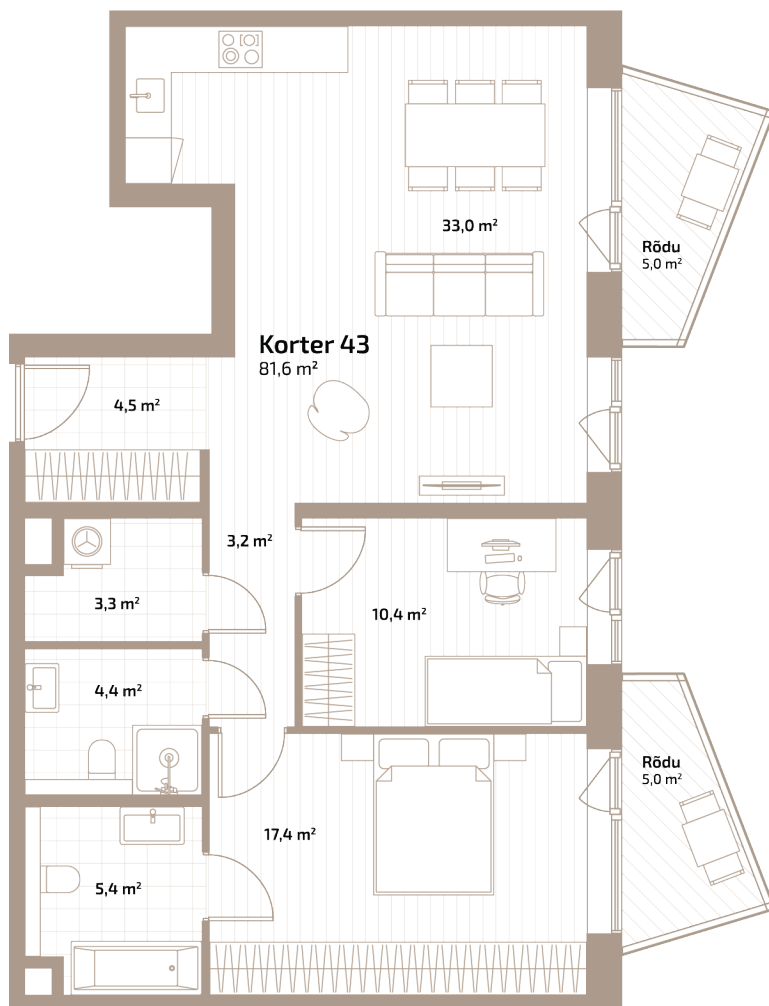 33,0 m²
Rõdu
5,0 m²
Korter 43
81,6 m²
4,5 m²
3,2 m²
3,3 m²
10,4 m²
4,4 m²
Rõdu
5,0 m²
17,4 m²
5,4 m²